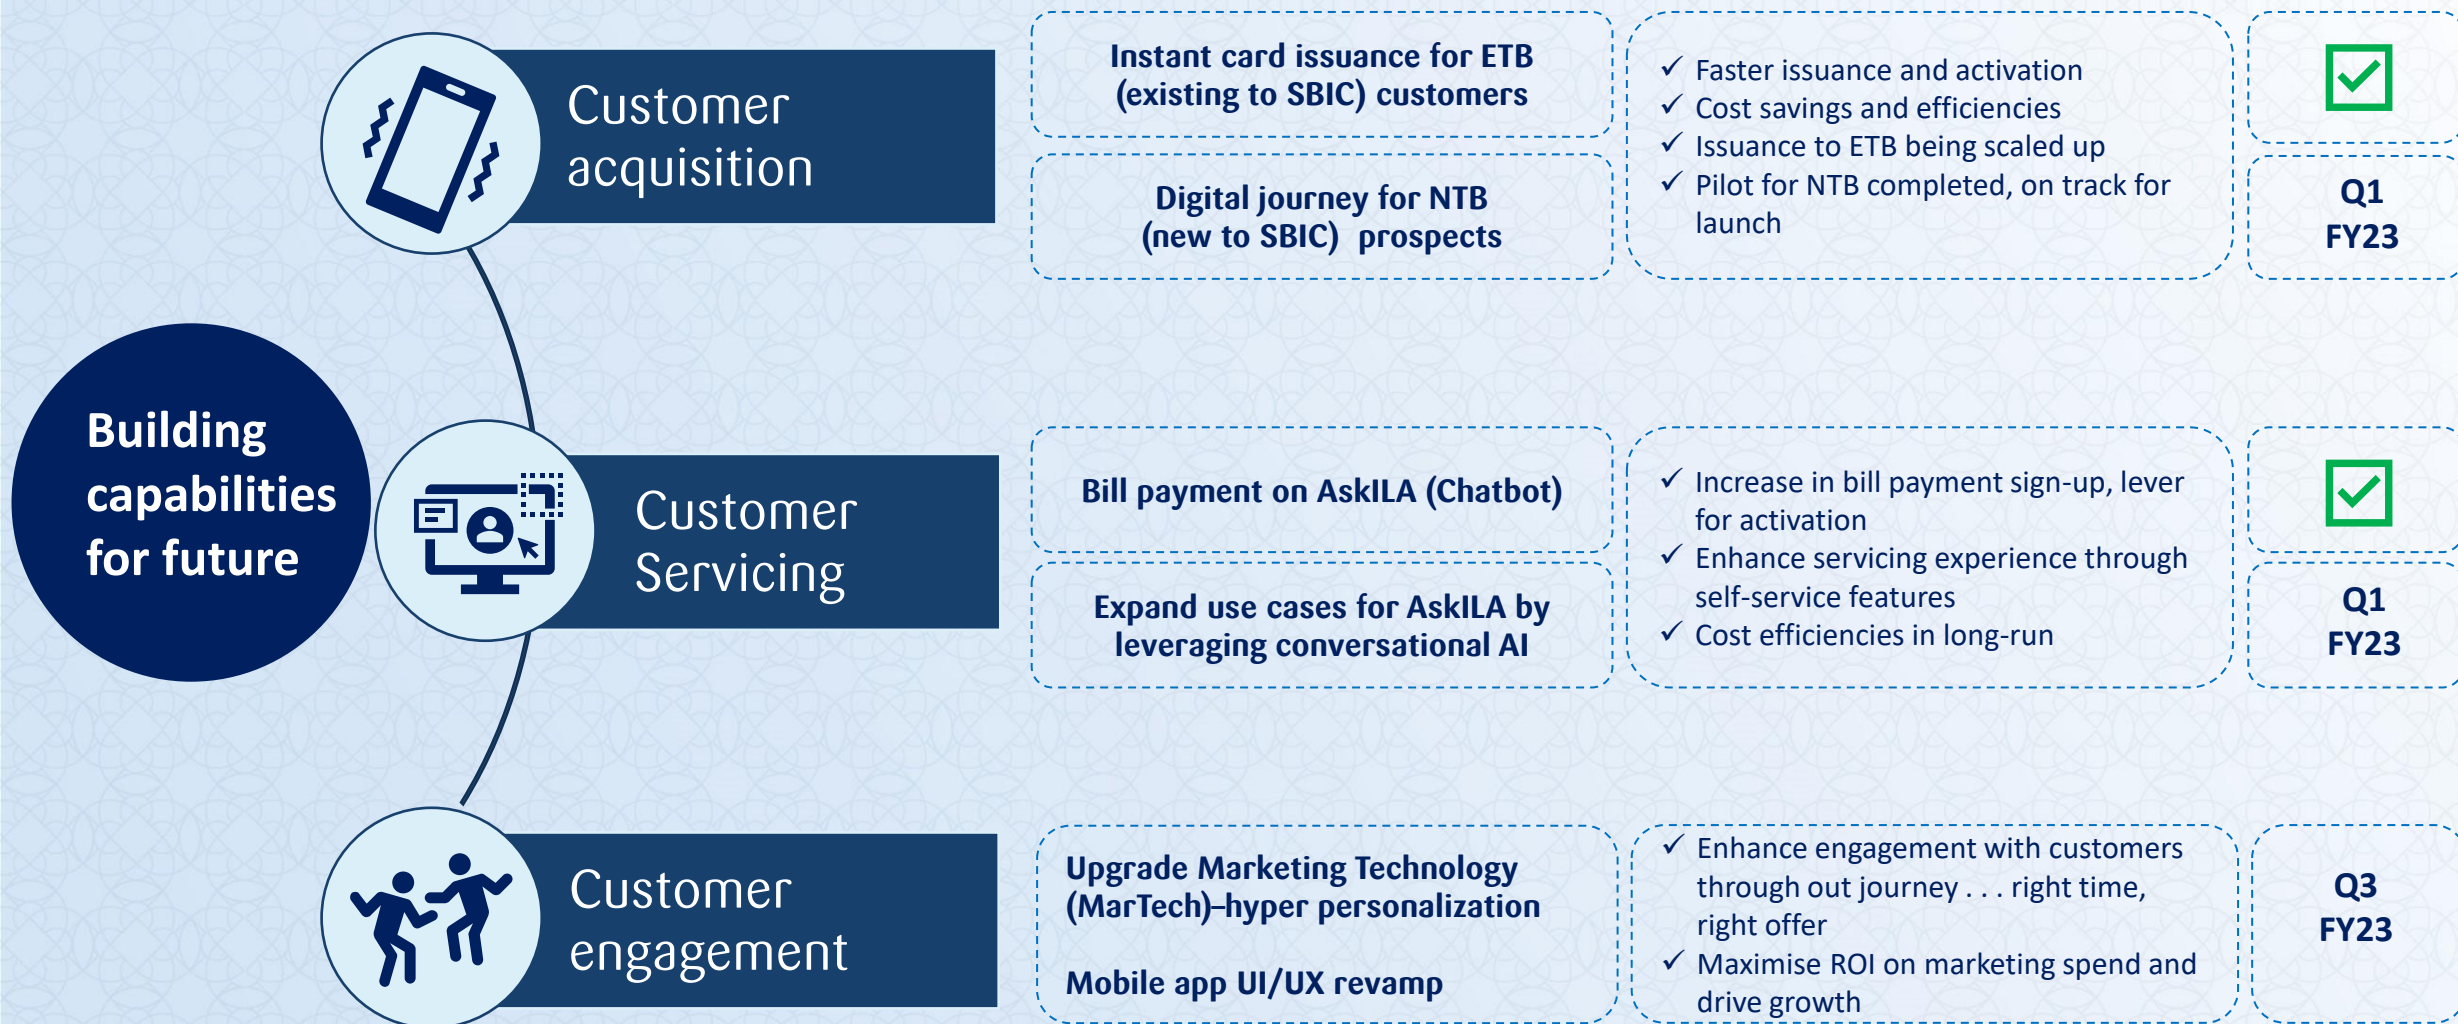 Building
capabilities
for future
Customer
acquisition
Instant card issuance for ETB
(existing to SBIC) customers
Digital journey for NTB
(new to SBIC) prospects
✓ Faster issuance and activation
✓ Cost savings and efficiencies
✓ Issuance to ETB being scaled up
✓ Pilot for NTB completed, on track for
launch
Q1
FY23
Customer
Servicing
Bill payment on AskILA (Chatbot)
Expand use cases for AskILA by
leveraging conversational AI
✓ Increase in bill payment sign-up, lever
for activation
✓ Enhance servicing experience through
self-service features
✓ Cost efficiencies in long-run
Q1
FY23
Customer
engagement
Upgrade Marketing Technology
(MarTech)–hyper personalization
Mobile app UI/UX revamp
✓ Enhance engagement with customers
through out journey . . . right time,
right offer
✓ Maximise ROI on marketing spend and
drive growth
Q3
FY23